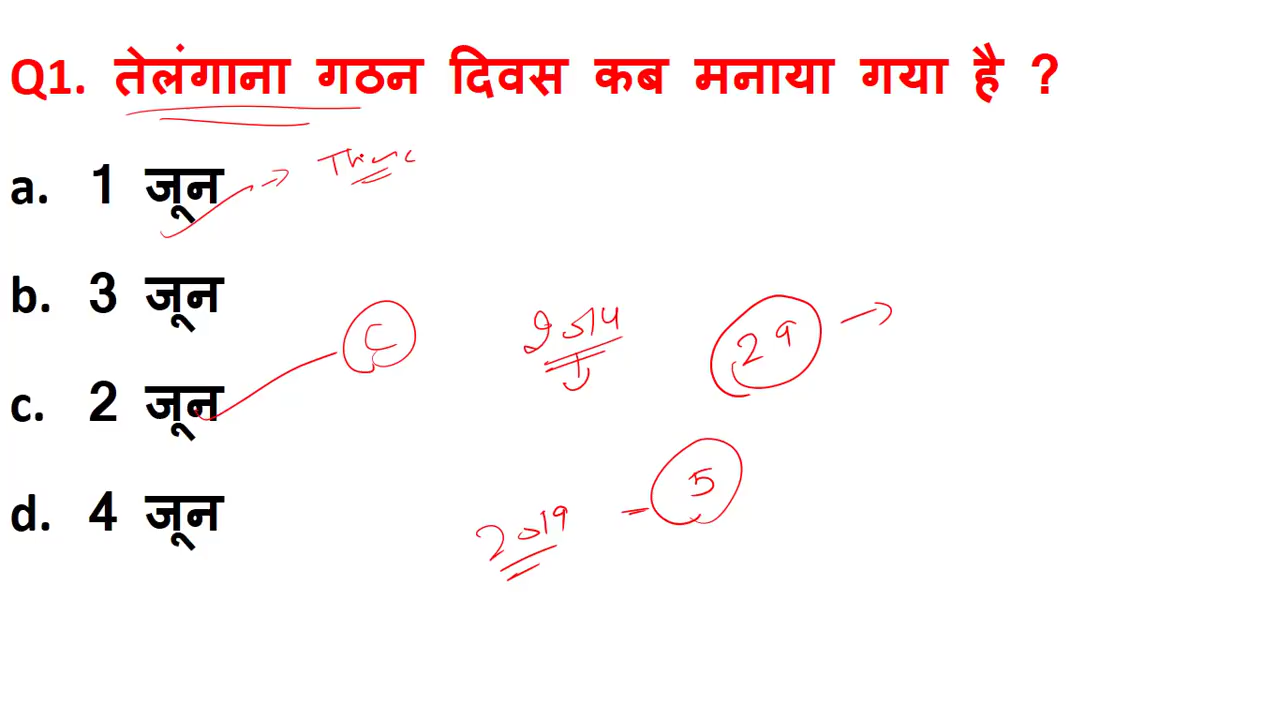 Q1. तेलंगाना गठन दिवस कब मनाया गया है ?
a. 1 जून
b. 3 जून
C
2014
29
c. 2 जून
5
d. 4 जून
2019 =